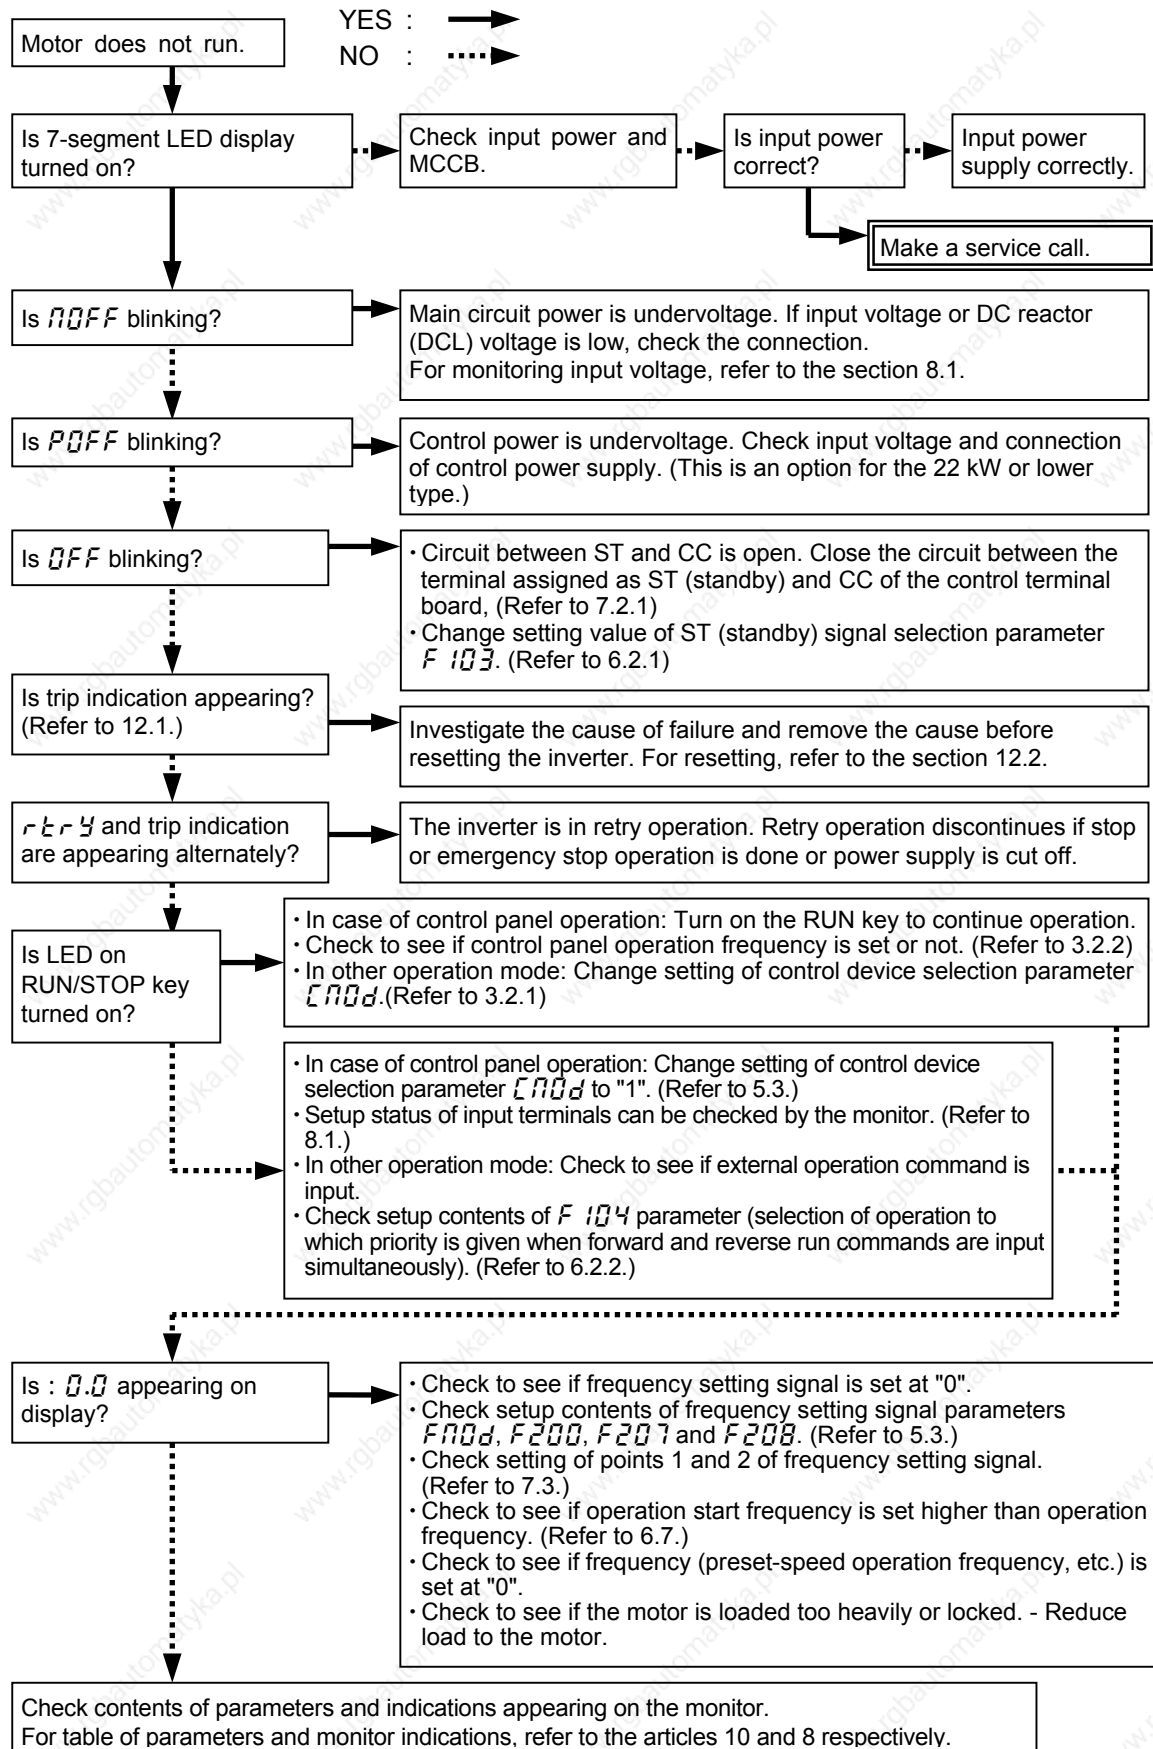 YES :
NO :
Motor does not run.
Is 7-segment LED display
turned on?
Check input power and
MCCB.
Is input power
correct?
Input power
supply correctly.
Make a service call.
Is MOFF blinking?
Main circuit power is undervoltage. If input voltage or DC reactor
(DCL) voltage is low, check the connection.
For monitoring input voltage, refer to the section 8.1.
Is POFF blinking?
Control power is undervoltage. Check input voltage and connection
of control power supply. (This is an option for the 22 kW or lower
type.)
Is OFF blinking?
・Circuit between ST and CC is open. Close the circuit between the
terminal assigned as ST (standby) and CC of the control terminal
board, (Refer to 7.2.1)
・Change setting value of ST (standby) signal selection parameter
F103. (Refer to 6.2.1)
Is trip indication appearing?
(Refer to 12.1.)
Investigate the cause of failure and remove the cause before
resetting the inverter. For resetting, refer to the section 12.2.
rtry and trip indication
are appearing alternately?
The inverter is in retry operation. Retry operation discontinues if stop
or emergency stop operation is done or power supply is cut off.
Is LED on
RUN/STOP key
turned on?
・In case of control panel operation: Turn on the RUN key to continue operation.
・Check to see if control panel operation frequency is set or not. (Refer to 3.2.2)
・In other operation mode: Change setting of control device selection parameter
CMOd.(Refer to 3.2.1)
・In case of control panel operation: Change setting of control device
selection parameter CMOd to "1". (Refer to 5.3.)
・Setup status of input terminals can be checked by the monitor. (Refer to
8.1.)
・In other operation mode: Check to see if external operation command is
input.
・Check setup contents of F104 parameter (selection of operation to
which priority is given when forward and reverse run commands are input
simultaneously). (Refer to 6.2.2.)
Is : 0.0 appearing on
display?
・Check to see if frequency setting signal is set at "0".
・Check setup contents of frequency setting signal parameters
FMOd, F200, F207 and F208. (Refer to 5.3.)
・Check setting of points 1 and 2 of frequency setting signal.
(Refer to 7.3.)
・Check to see if operation start frequency is set higher than operation
frequency. (Refer to 6.7.)
・Check to see if frequency (preset-speed operation frequency, etc.) is
set at "0".
・Check to see if the motor is loaded too heavily or locked. - Reduce
load to the motor.
Check contents of parameters and indications appearing on the monitor.
For table of parameters and monitor indications, refer to the articles 10 and 8 respectively.
www.rgbautomatyka.pl